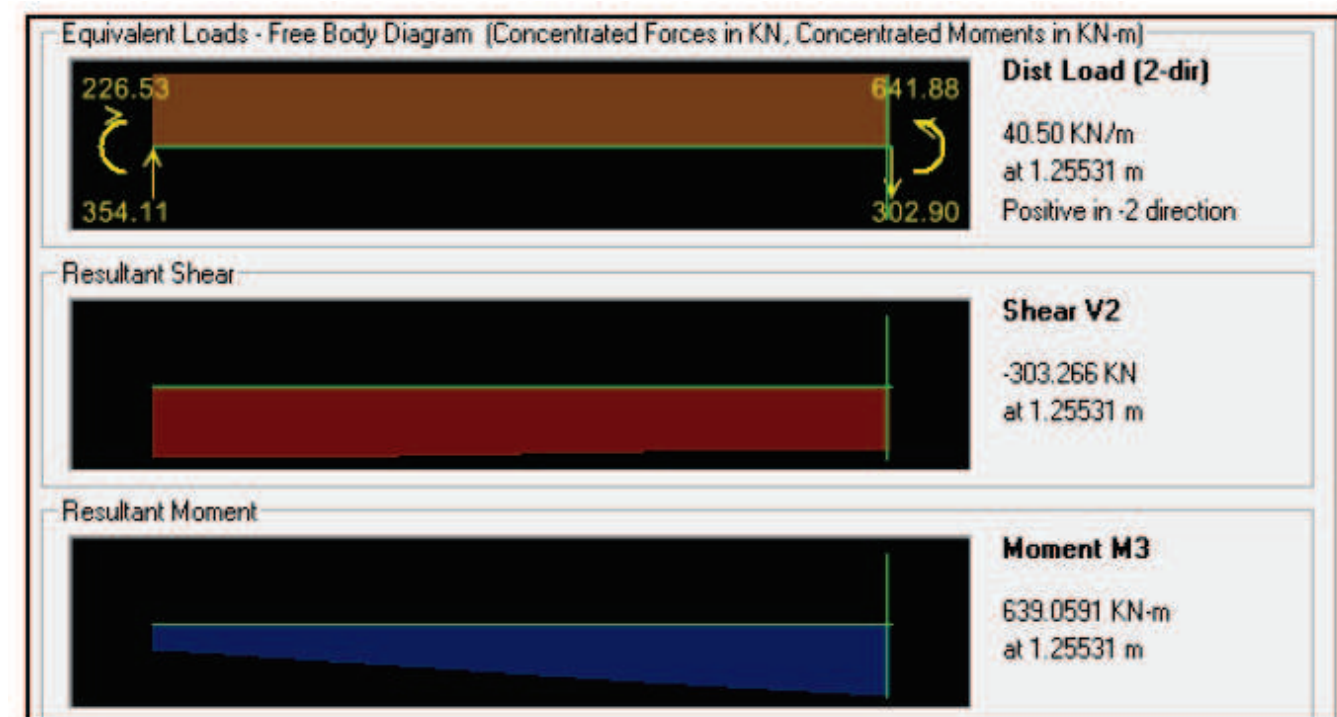 Equivalent Loads - Free Body Diagram (Concentrated Forces in KN, Concentrated Moments in KN-m)
226.53
641.88
354.11
302.90
Dist Load (2-dir)
40.50 KN/m
at 1.25531 m
Positive in -2 direction
Resultant Shear
Shear V2
-303.266 KN
at 1.25531 m
Resultant Moment
Moment M3
639.0591 KN-m
at 1.25531 m